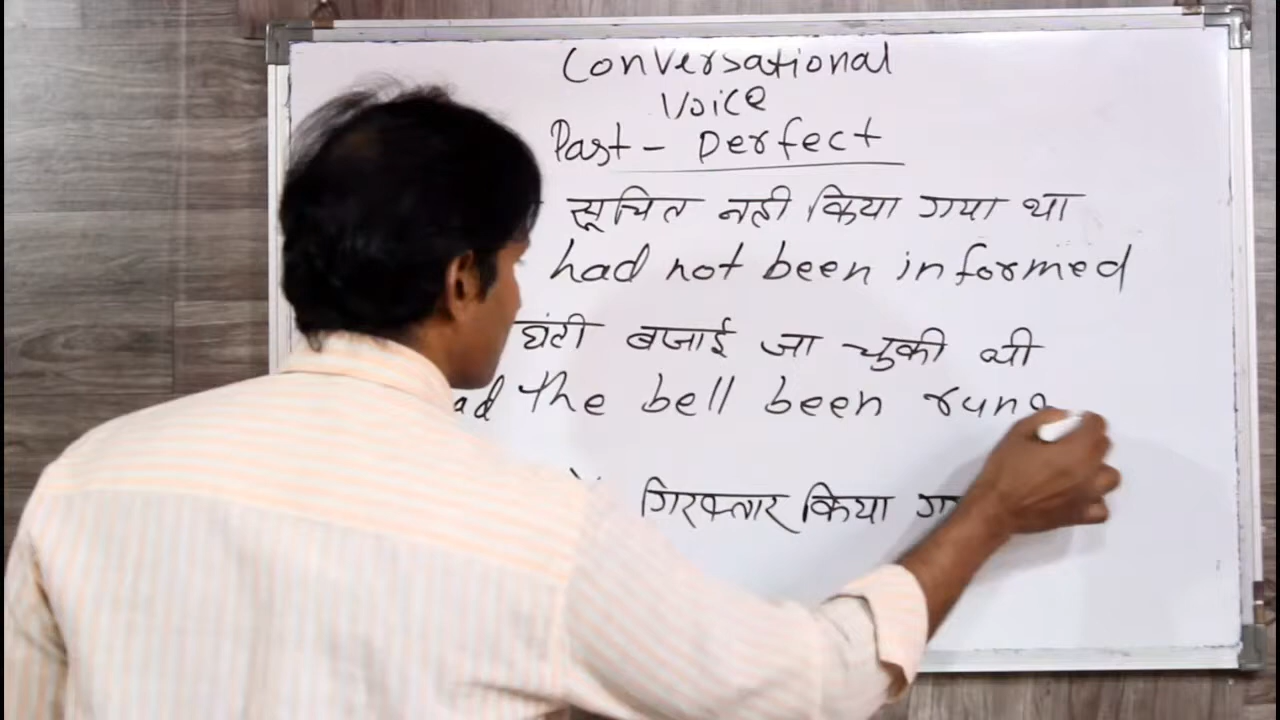 Conversational
Voice
Past - Perfect
सूचित नही किया गया था
had not been informed
घंटी बजाई जा चुकी थी
the bell been rung
गिरफ्तार किया